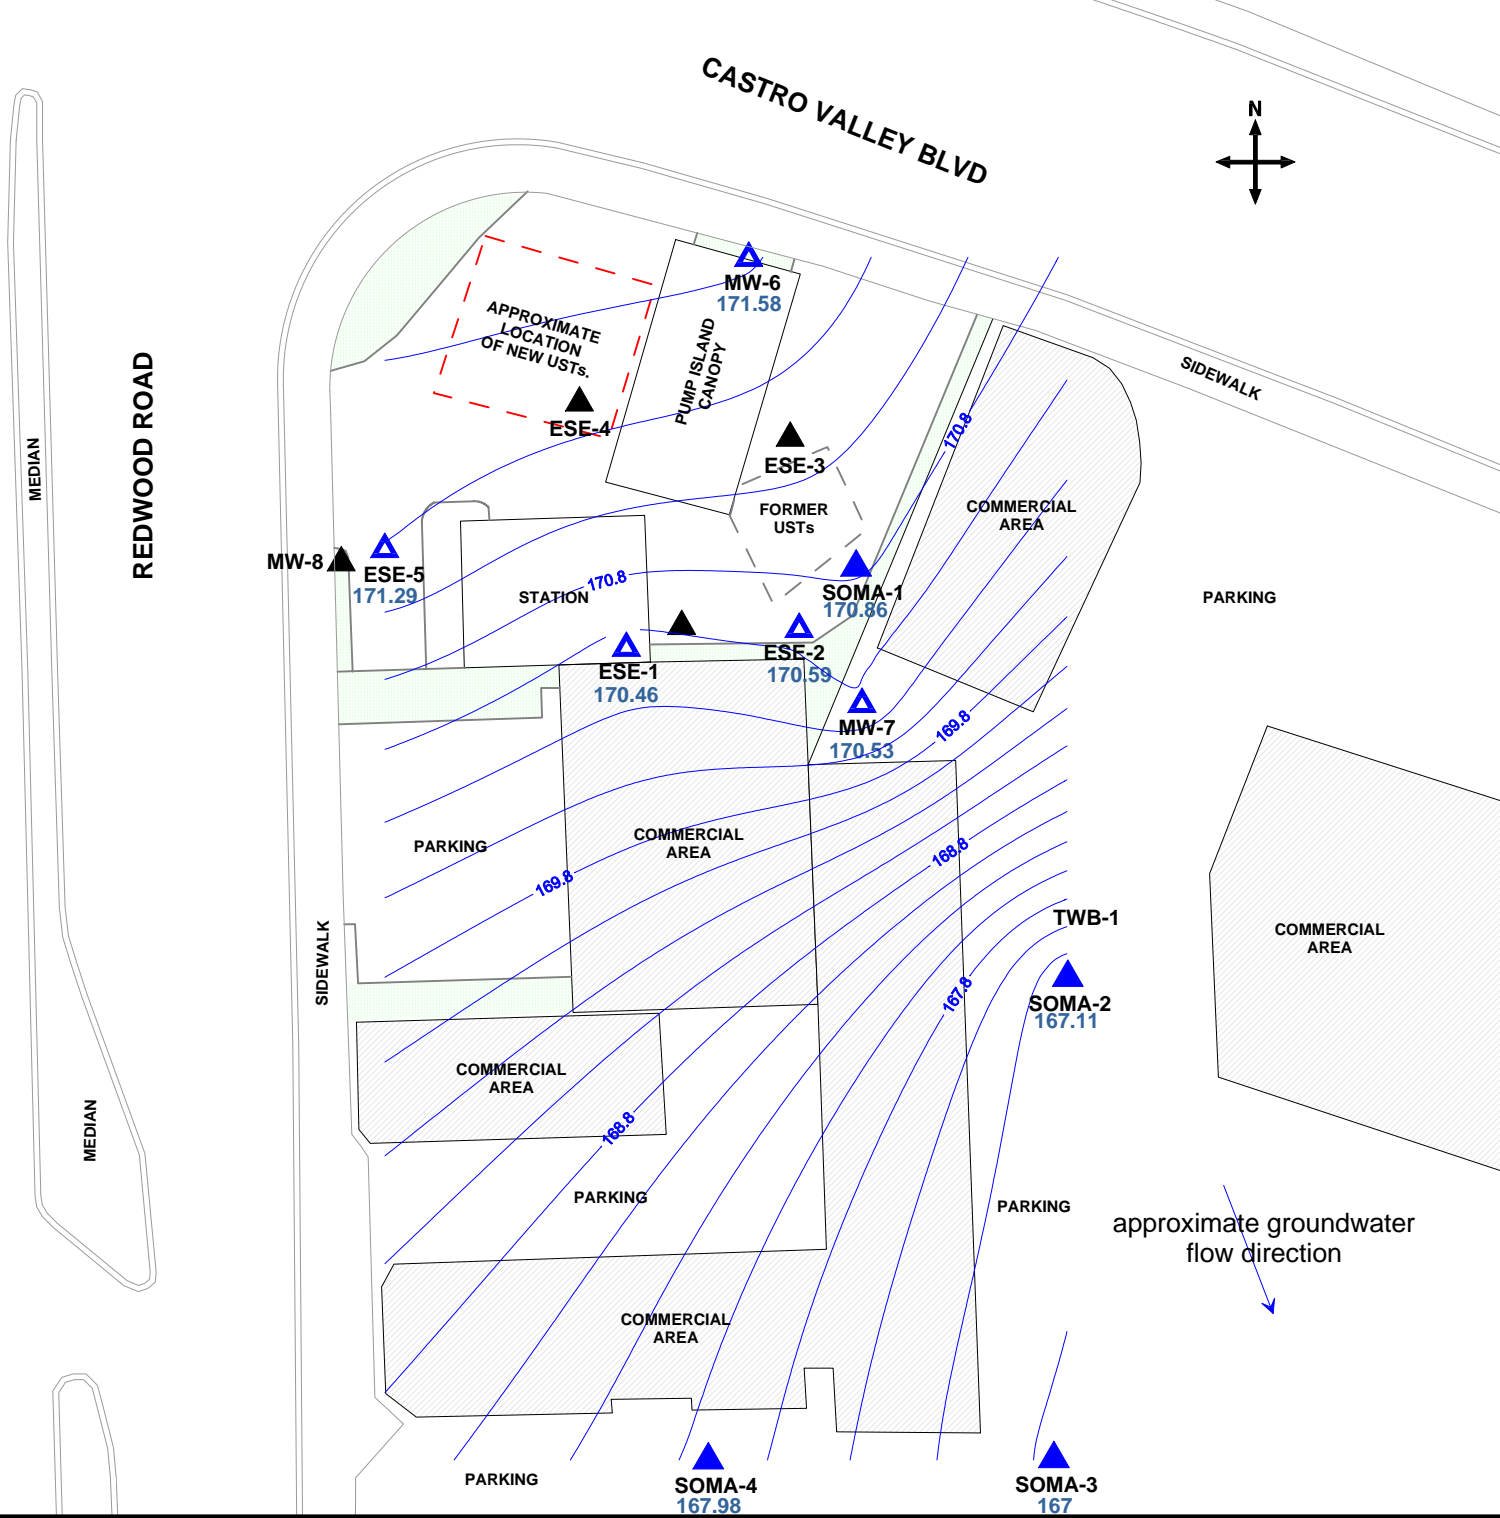 CASTRO VALLEY BLVD
N
MW-6
171.58
APPROXIMATE
LOCATION
OF NEW USTs.
PUMP ISLAND
CANOPY
SIDEWALK
REDWOOD ROAD
MEDIAN
ESE-4
170.8
ESE-3
FORMER
USTs
COMMERCIAL
AREA
MW-8
ESE-5
171.29
STATION
170.8
SOMA-1
170.86
PARKING
ESE-2
170.59
ESE-1
170.46
MW-7
170.53
169.8
PARKING
COMMERCIAL
AREA
168.8
169.8
TWB-1
COMMERCIAL
AREA
SIDEWALK
167.8
SOMA-2
167.11
COMMERCIAL
AREA
MEDIAN
168.8
PARKING
PARKING
approximate groundwater
flow direction
COMMERCIAL
AREA
PARKING
SOMA-4
167.98
SOMA-3
167